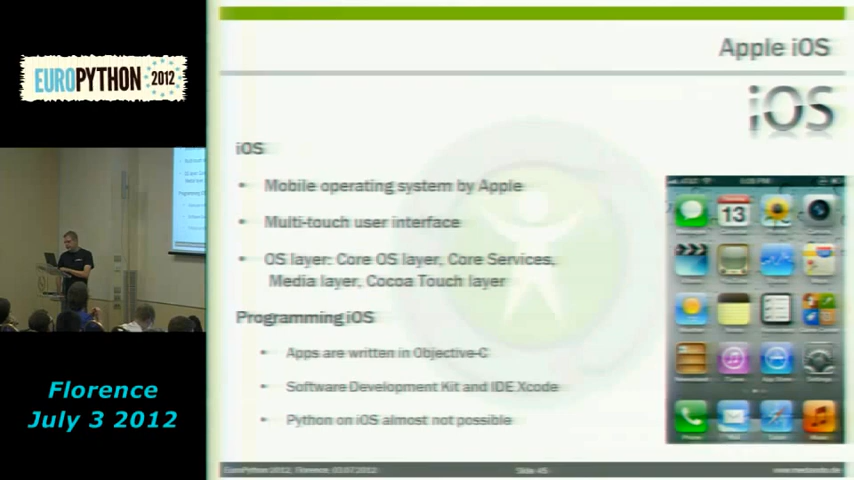 EUROPYTHON 2012
Florence
July 3 2012
Apple iOS
iOS
iOS
• Mobile operating system by Apple
• Multi-touch user interface
• OS layer: Core OS layer, Core Services,
Media layer, Cocoa Touch layer
Programming iOS
• Apps are written in Objective-C
• Software Development Kit and IDE Xcode
• Python on iOS almost not possible
13
Phone
EuroPython 2012, Florence, 03.07.2012
Slide 45